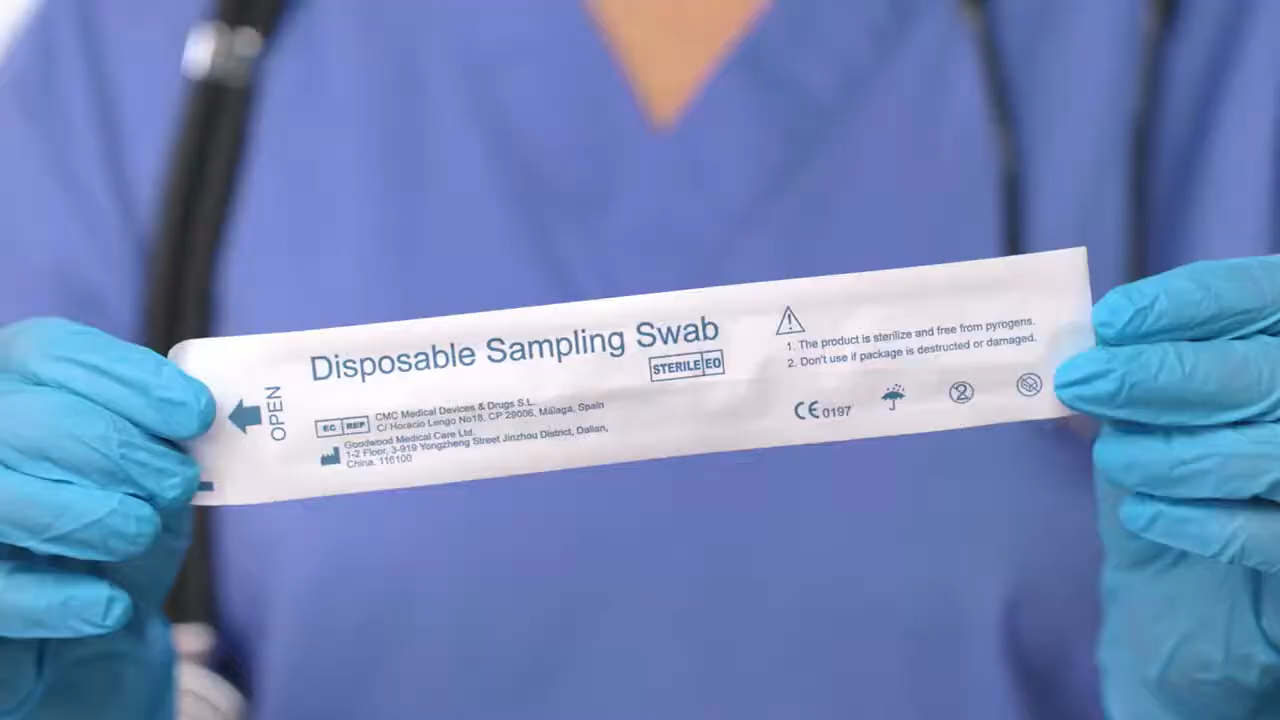 OPEN
Disposable Sampling Swab
STERILE EO
EC REP
CMC Medical Devices & Drugs S.L.
C/ Horacio Lengo No18, CP 29006, Málaga, Spain
Goodwood Medical Care Ltd.
1-2 Floor, 3-919 Yongzheng Street Jinzhou District, Dalian,
China. 116100
1. The product is sterilize and free from pyrogens.
2. Don't use if package is destructed or damaged.
CE 0197
2